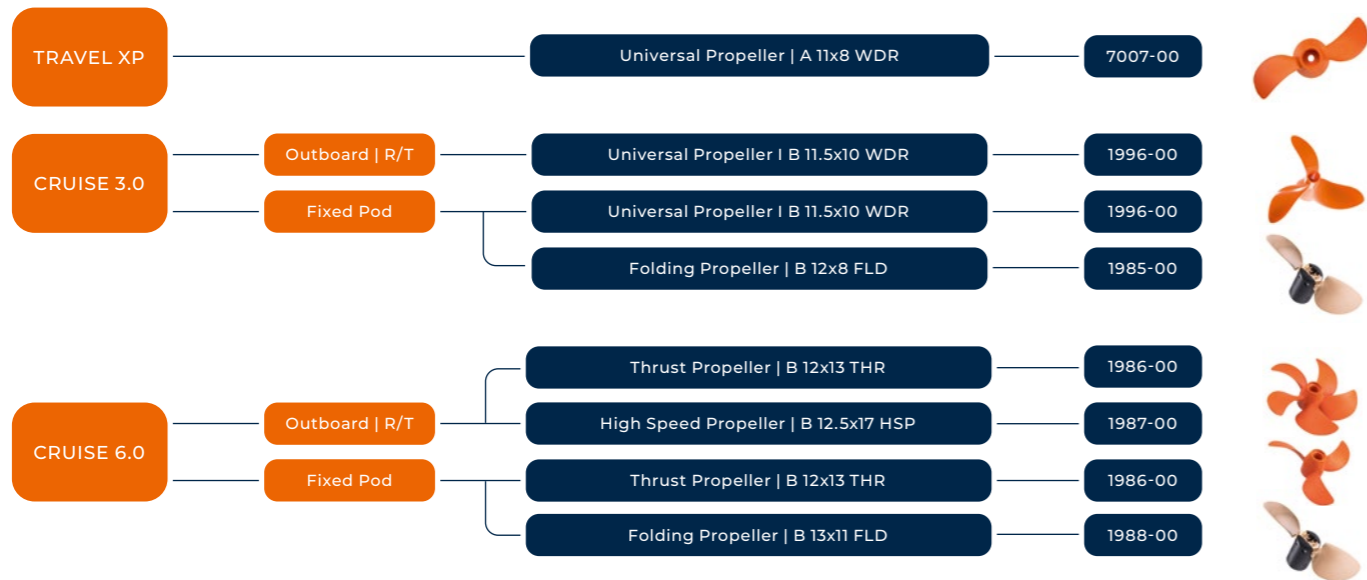 TRAVEL XP
Universal Propeller | A 11x8 WDR
7007-00
CRUISE 3.0
Outboard | R/T
Universal Propeller I B 11.5x10 WDR
1996-00
Fixed Pod
Universal Propeller I B 11.5x10 WDR
1996-00
Folding Propeller | B 12x8 FLD
1985-00
CRUISE 6.0
Thrust Propeller | B 12x13 THR
1986-00
Outboard | R/T
High Speed Propeller | B 12.5x17 HSP
1987-00
Fixed Pod
Thrust Propeller | B 12x13 THR
1986-00
Folding Propeller | B 13x11 FLD
1988-00